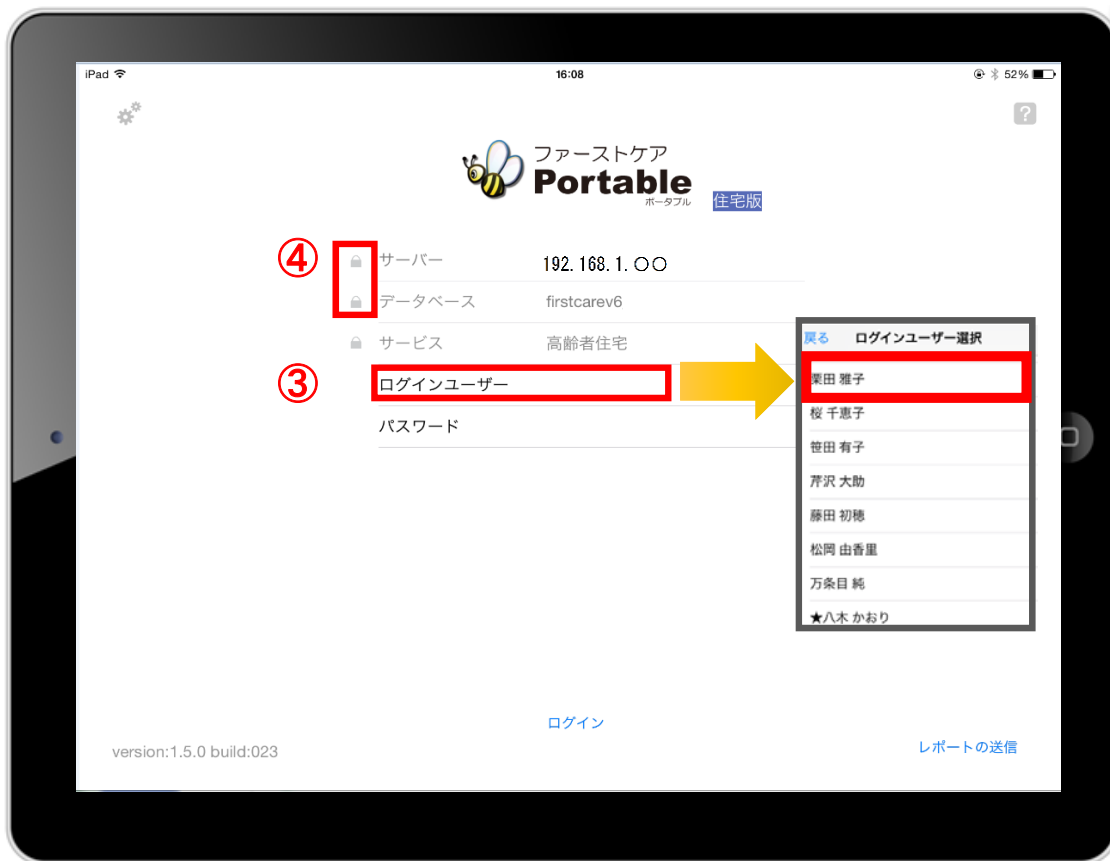 iPad 16:08 52%
?
ファーストケア
Portable
ポータブル 住宅版
④ サーバー 192.168.1.〇〇
データベース firstcarev6
サービス 高齢者住宅
③ ログインユーザー
パスワード
戻る ログインユーザー選択
栗田 雅子
桜 千恵子
笹田 有子
芹沢 大助
藤田 初穂
松岡 由香里
万条目 純
★八木 かおり
ログイン
version:1.5.0 build:023
レポートの送信